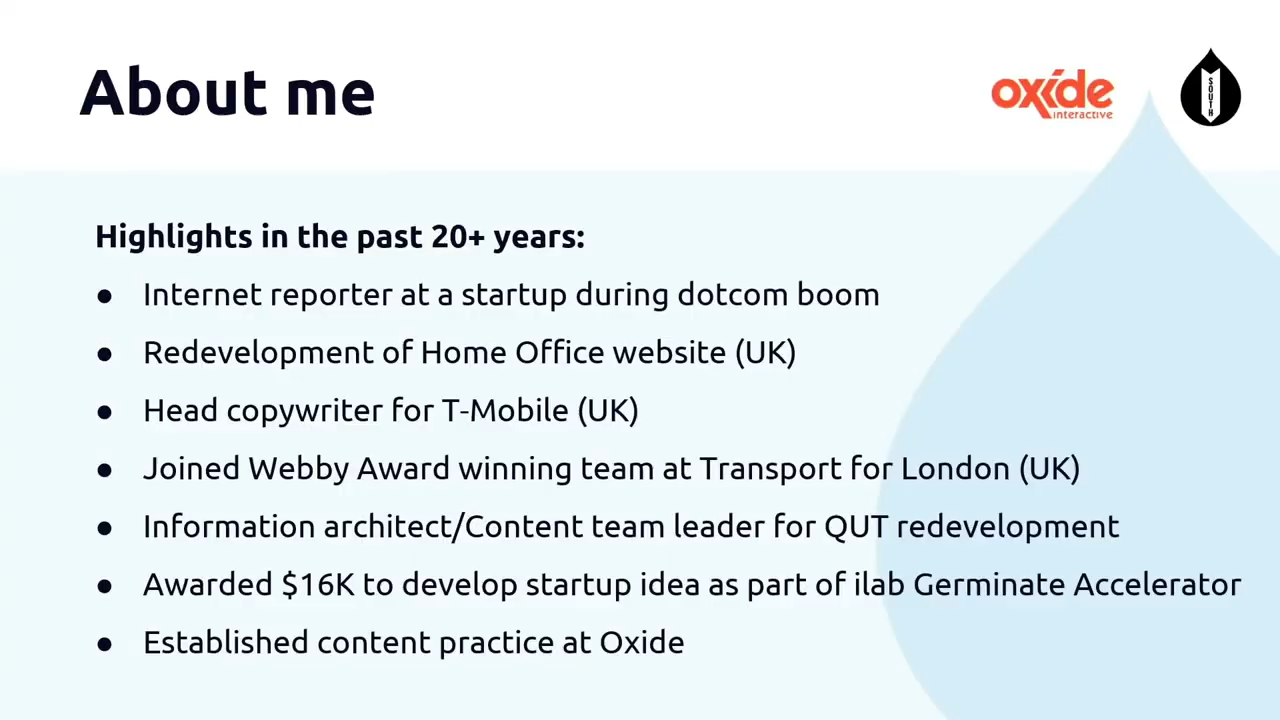 About me
oxide
interactive
SOUTH
Highlights in the past 20+ years:
● Internet reporter at a startup during dotcom boom
● Redevelopment of Home Office website (UK)
● Head copywriter for T-Mobile (UK)
● Joined Webby Award winning team at Transport for London (UK)
● Information architect/Content team leader for QUT redevelopment
● Awarded $16K to develop startup idea as part of ilab Germinate Accelerator
● Established content practice at Oxide